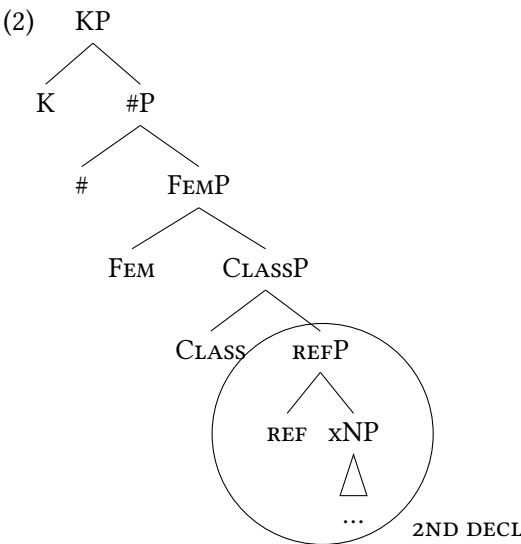 (2) KP
K #P
# FEMP
FEM CLASSP
CLASS REFP
REF xNP
...
2ND DECL